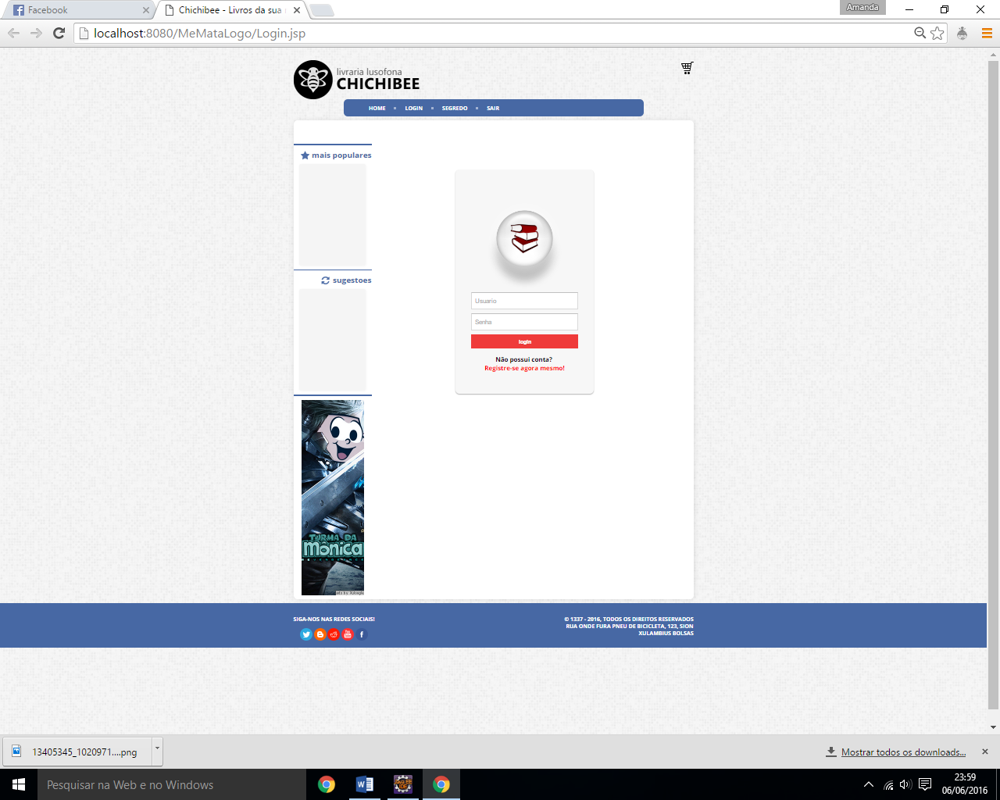 Facebook
Chichibee - Livros da sua
Amanda
localhost:8080/MeMataLogo/Login.jsp
livraria lusofona
CHICHIBEE
HOME LOGIN SEGREDO SAIR
mais populares
sugestoes
Usuario
Senha
login
Não possui conta?
Registre-se agora mesmo!
TURMA DA
MÔNICA
SIGA-NOS NAS REDES SOCIAIS!
© 1337 - 2016, TODOS OS DIREITOS RESERVADOS
RUA ONDE FURA PNEU DE BICICLETA, 123, SION
XULAMBIUS BOLSAS
13405345_1020971....png
Mostrar todos os downloads...
Pesquisar na Web e no Windows
23:59
06/06/2016